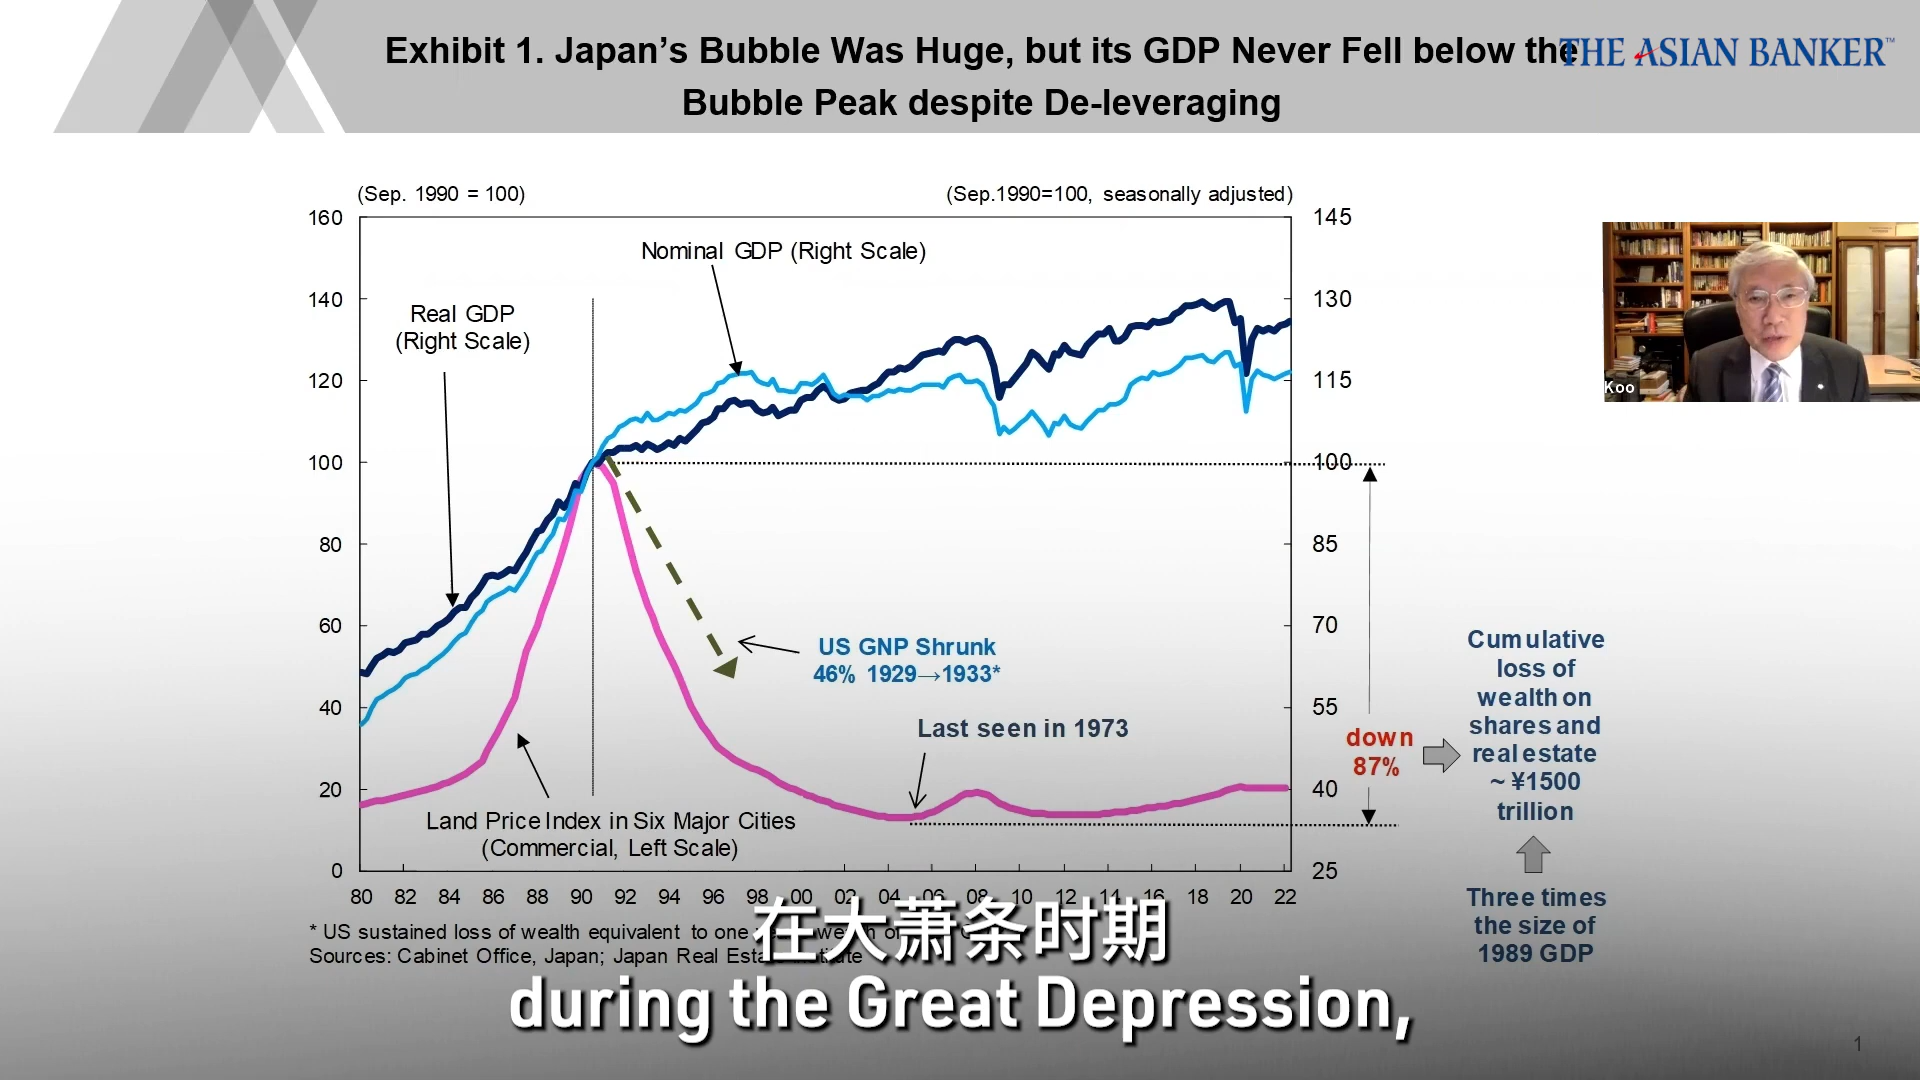 Exhibit 1. Japan's Bubble Was Huge, but its GDP Never Fell below the
Bubble Peak despite De-leveraging
THE ASIAN BANKER™
(Sep. 1990 = 100)
(Sep.1990=100, seasonally adjusted)
160
140
120
100
80
60
40
20
0
145
130
115
100
85
70
55
40
25
Nominal GDP (Right Scale)
Real GDP
(Right Scale)
US GNP Shrunk
46% 1929→1933*
Last seen in 1973
Land Price Index in Six Major Cities
(Commercial, Left Scale)
down
87%
Cumulative
loss of
wealth on
shares and
real estate
~ ¥1500
trillion
Three times
the size of
1989 GDP
Koo
80 82 84 86 88 90 92 94 96 98 00 02 04 06 08 10 12 14 16 18 20 22
* US sustained loss of wealth equivalent to one
Sources: Cabinet Office, Japan; Japan Real Estate Institute
在大萧条时期
during the Great Depression,
1